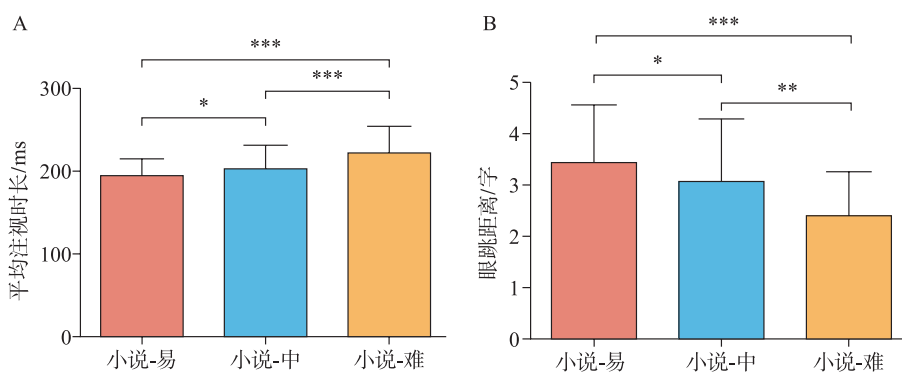 A
***
*
***
300
200
100
0
平均注视时长/ms
小说-易
小说-中
小说-难
B
***
*
**
5
4
3
2
1
0
眼跳距离/字
小说-易
小说-中
小说-难